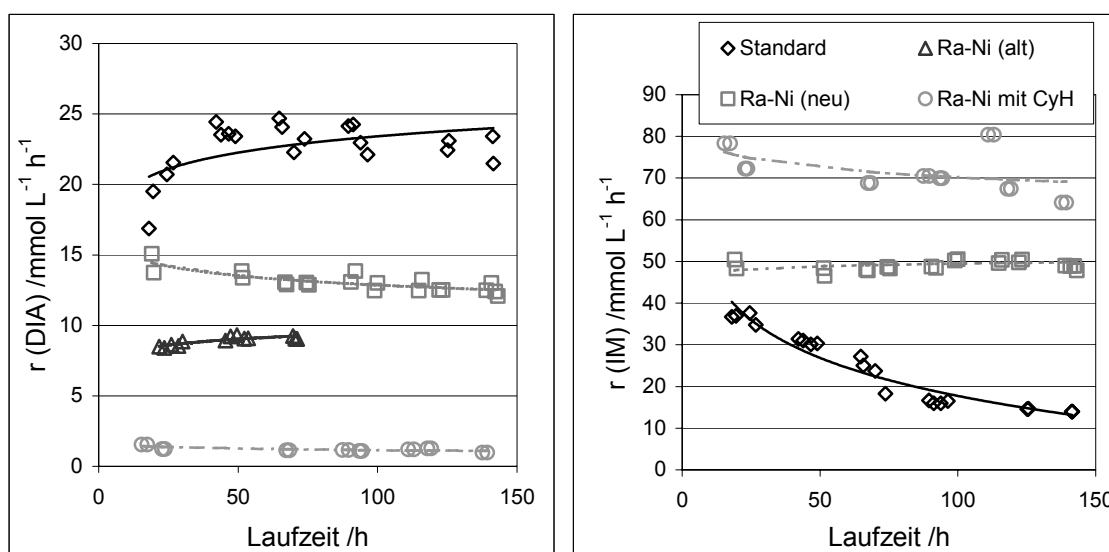 r (DIA) /mmol L⁻¹ h⁻¹
30
25
20
15
10
5
0
0 50 100 150
Laufzeit /h
Standard Ra-Ni (alt)
Ra-Ni (neu) Ra-Ni mit CyH
r (IM) /mmol L⁻¹ h⁻¹
90
80
70
60
50
40
30
20
10
0
0 50 100 150
Laufzeit /h